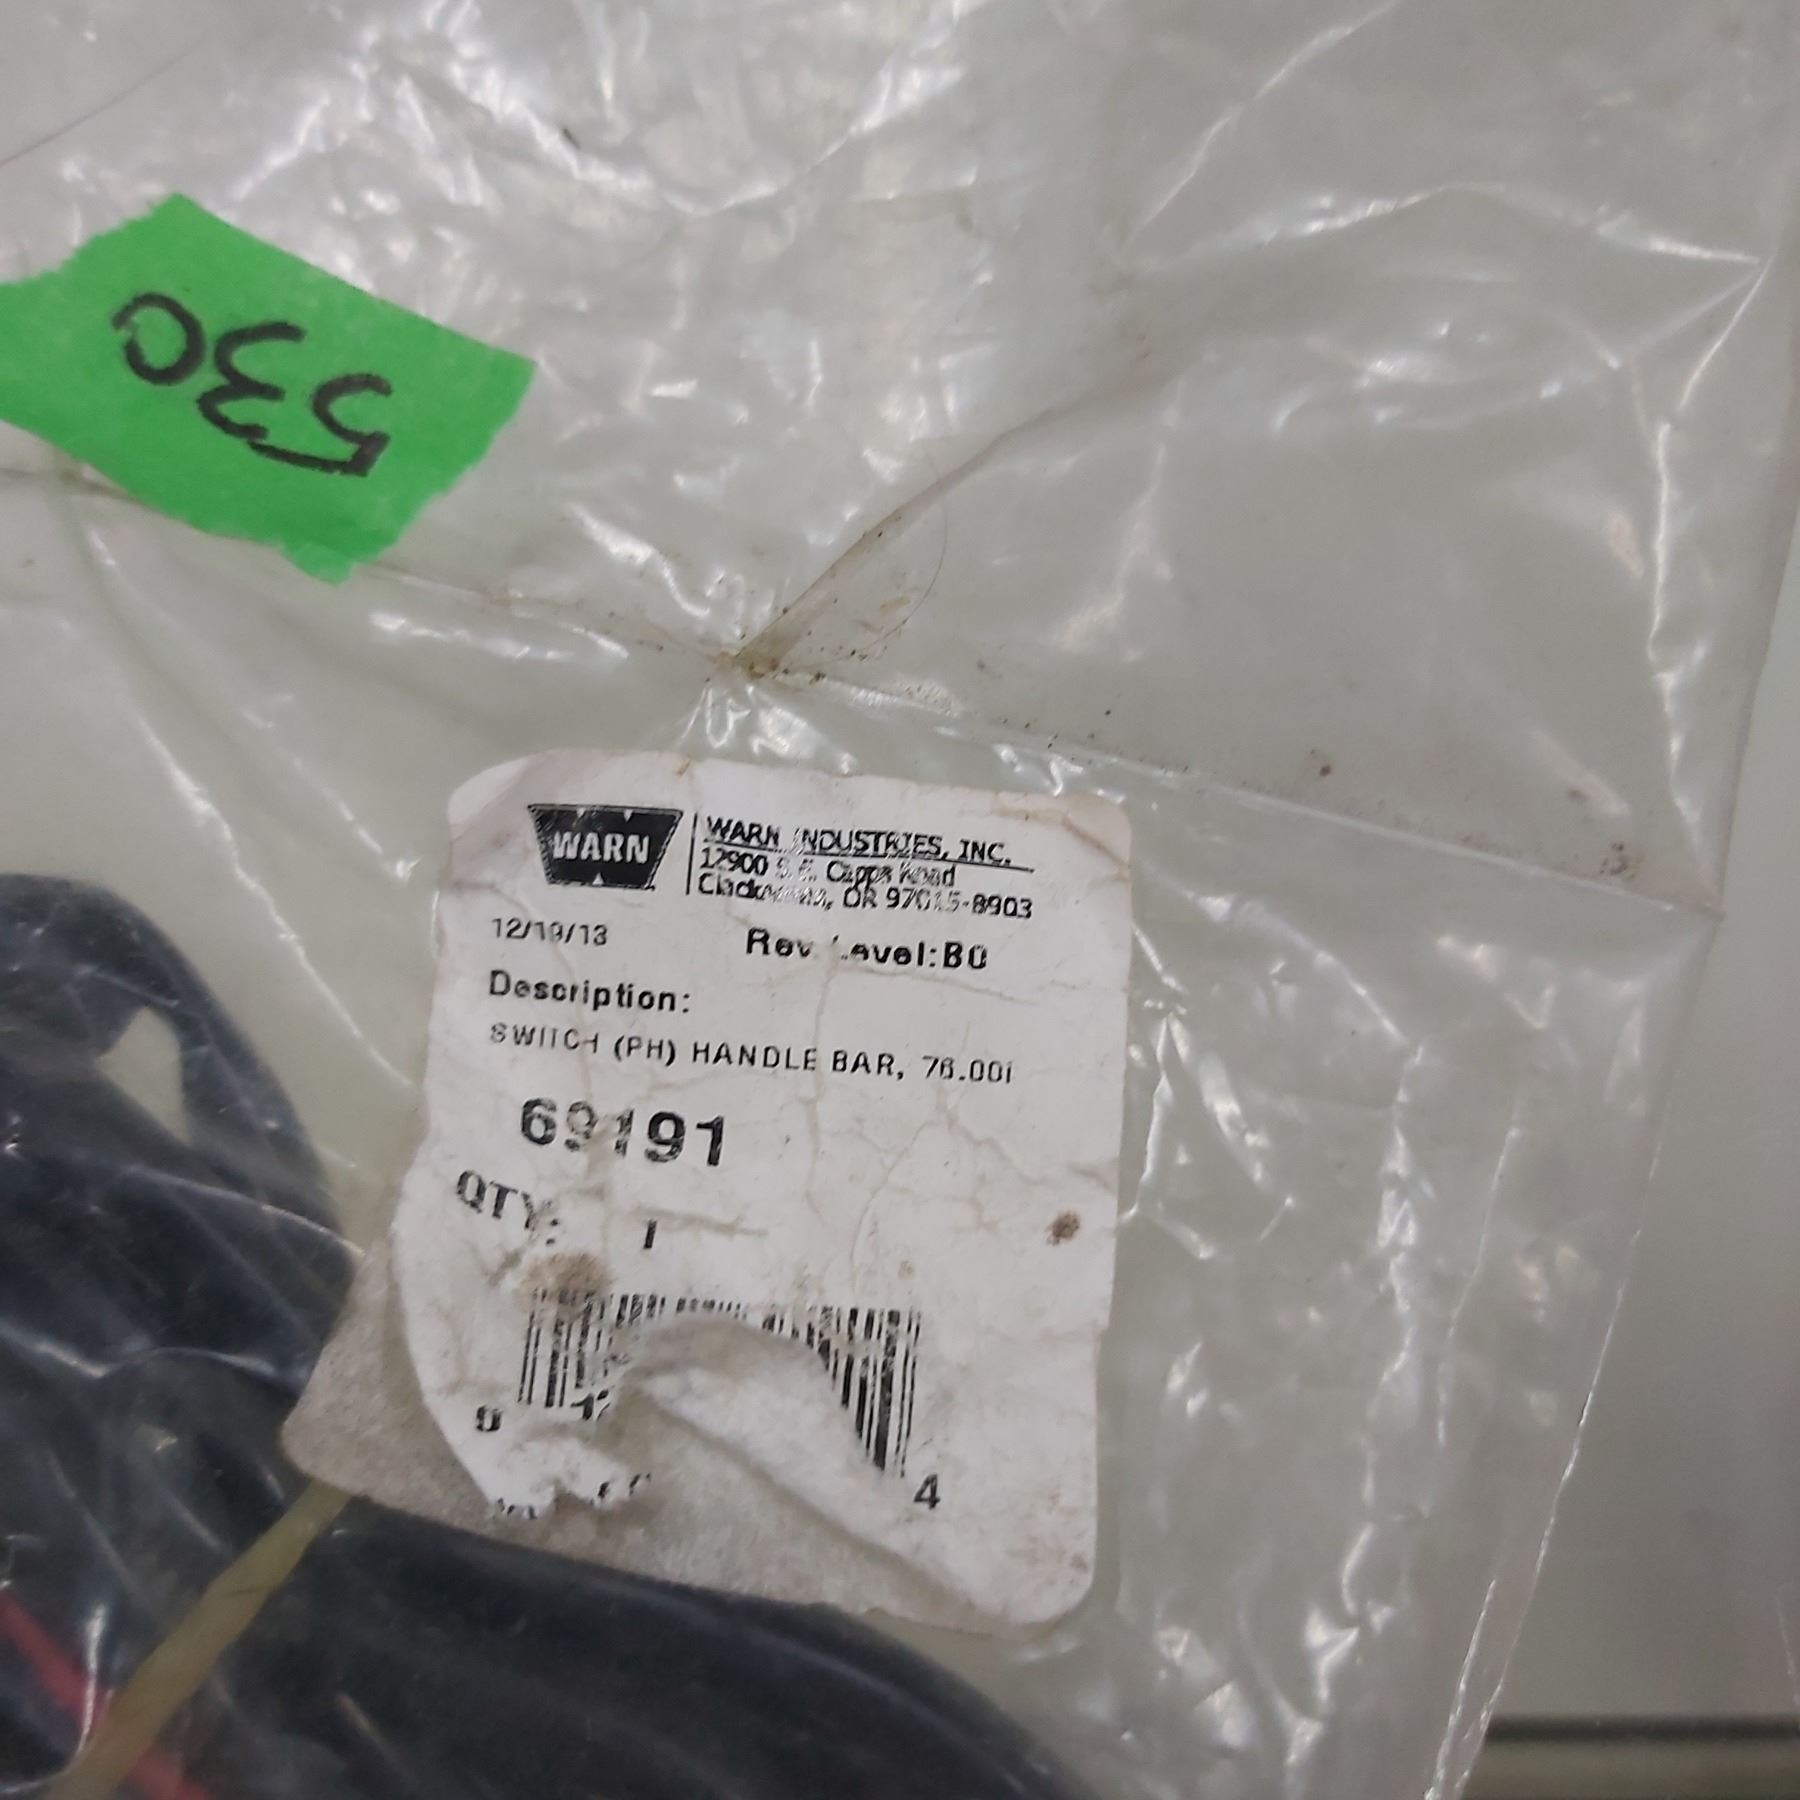 530
WARN
WARN INDUSTRIES, INC.
12900 S.E. Capps Road
Clackamas, OR 97015-8903
12/19/13
Rev Level:B0
Description:
SWITCH (PH) HANDLE BAR, 76.00i
69191
QTY: 1
4